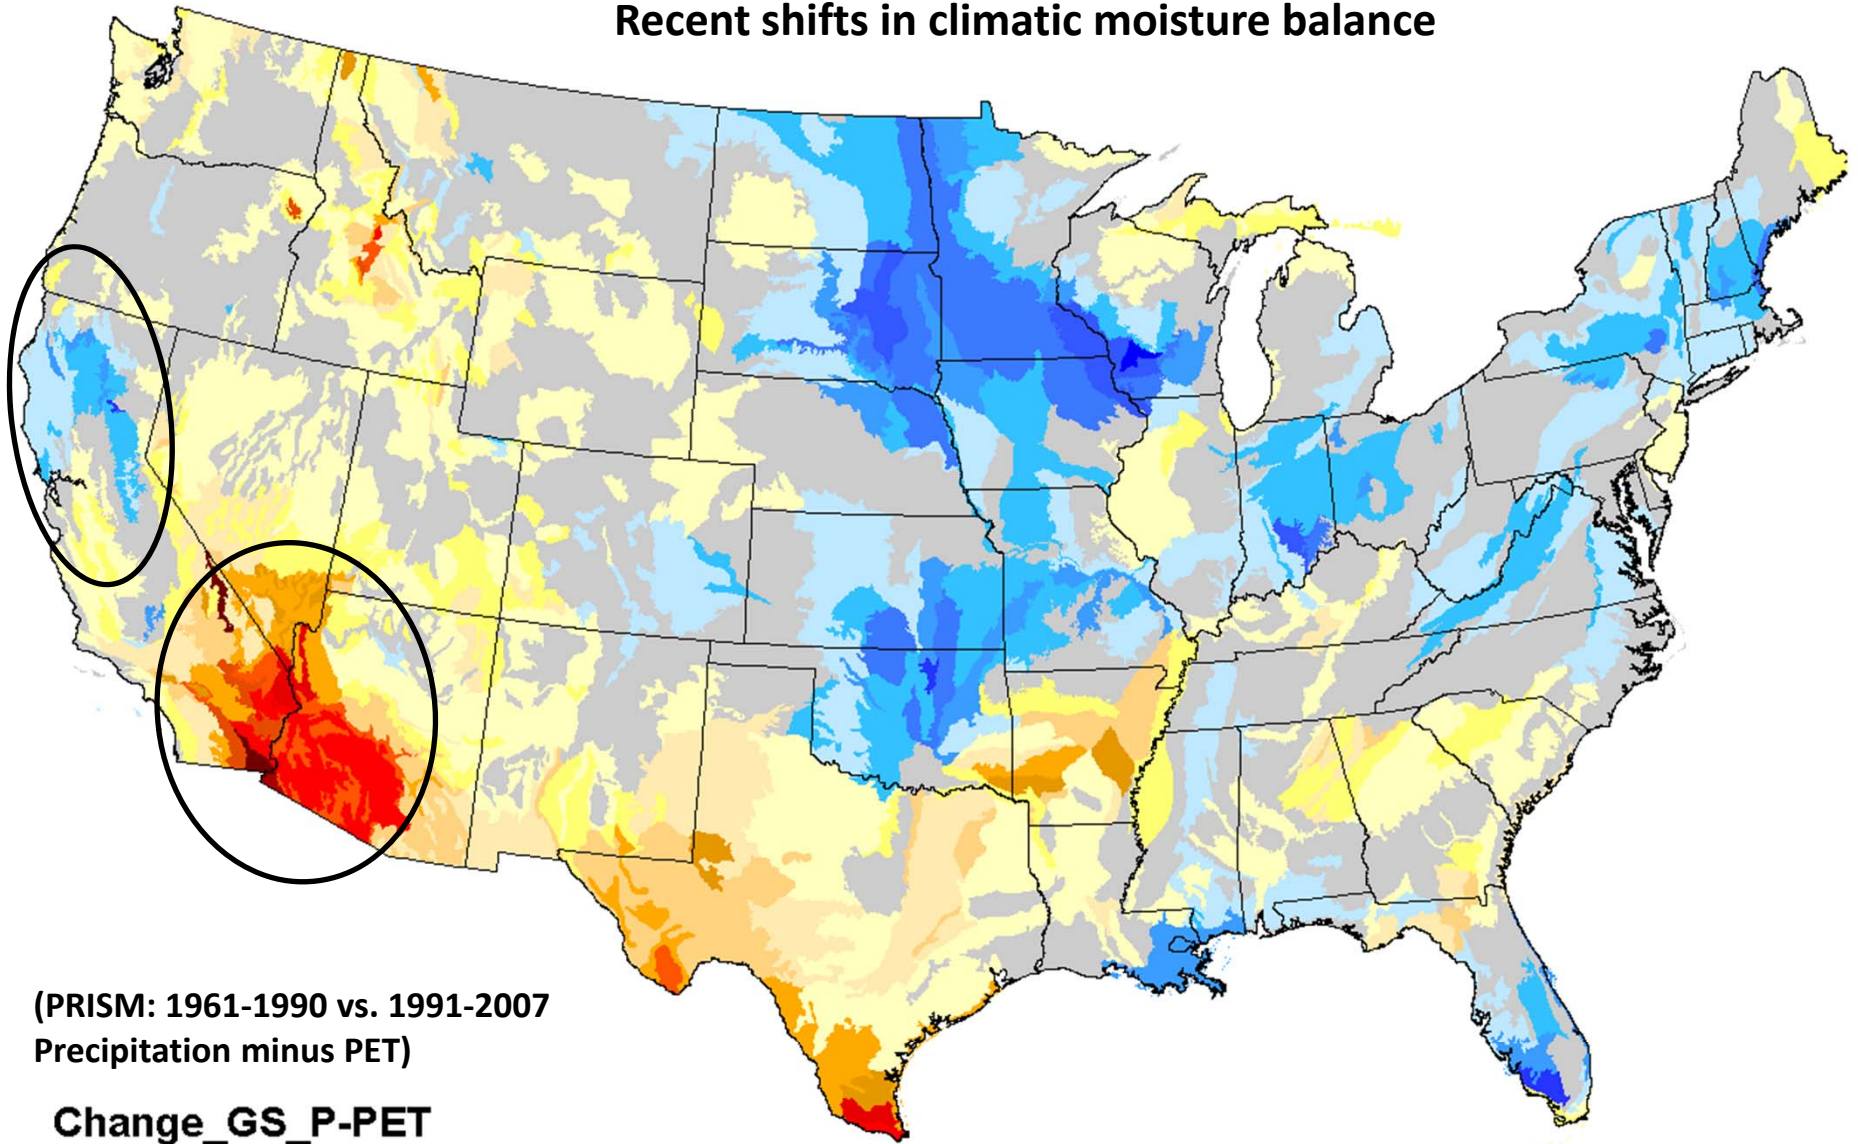 Recent shifts in climatic moisture balance
(PRISM: 1961-1990 vs. 1991-2007
Precipitation minus PET)
Change_GS_P-PET